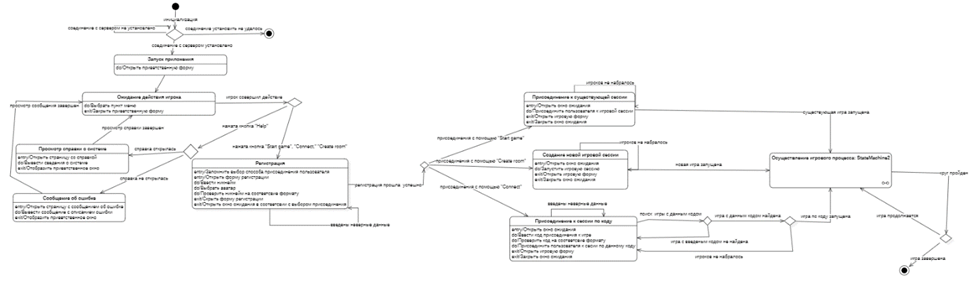 инициализация
соединение с сервером не установлено
соединение установить не удалось
соединение с сервером установлено
Запуск приложения
do/Открыть приветственную форму
Ожидание действия игрока
do/Выбрать пункт меню
exit/Закрыть приветственную форму
игрок совершил действие
просмотр сообщения завершен
просмотр справки завершен
нажата кнопка "Help"
нажата кнопка "Start game", "Connect," "Create room"
Просмотр справки о системе
entry/Открыть страницу со справкой
do/Вывести сведения о системе
exit/Отобразить приветственное окно
справка открылась
справка не открылась
Сообщение об ошибке
entry/Открыть страницу с сообщением об ошибке
do/Вывести сообщение с описанием ошибки
exit/Отобразить приветственное окно
Регистрация
entry/Запомнить выбор способа присоединения пользователя
entry/Открыть форму регистрации
do/Ввести никнейм
do/Выбрать аватар
do/Проверить никнейм на соответствие формату
exit/Скрыть форму регистрации
exit/Открыть окно ожидания в соответствии с выбором присоединения
введены неверные данные
регистрация прошла успешно
присоединение с помощью "Start game"
присоединение с помощью "Create room"
присоединение с помощью "Connect"
игроков не набралось
Присоединение к существующей сессии
entry/Открыть окно ожидания
do/Присоединить пользователя к игровой сессии
exit/Открыть игровую форму
exit/Закрыть окно ожидания
существующая игра запущена
игроков не набралось
Создание новой игровой сессии
entry/Открыть окно ожидания
do/Запустить игровую сессию
exit/Открыть игровую форму
exit/Закрыть окно ожидания
новая игра запущена
введены неверные данные
Присоединение к сессии по коду
entry/Открыть окно ожидания
do/Ввести код присоединения к игре
do/Проверить код на соответствие формату
do/Присоединить пользователя к сессии по данному коду
exit/Открыть игровую форму
exit/Закрыть окно ожидания
поиск игры с данным кодом
игра с данным кодом найдена
игра по коду запущена
игра с введенным кодом не найдена
игроков не набралось
Осуществление игрового процесса: StateMachine2
круг пройден
игра продолжается
игра завершена